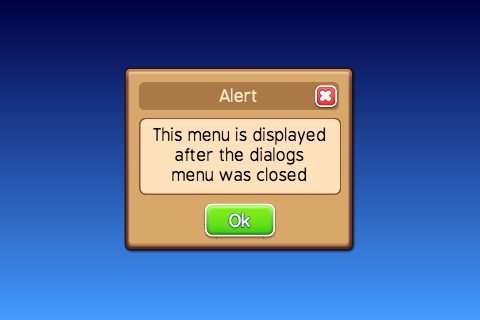 Alert
This menu is displayed
after the dialogs
menu was closed
Ok